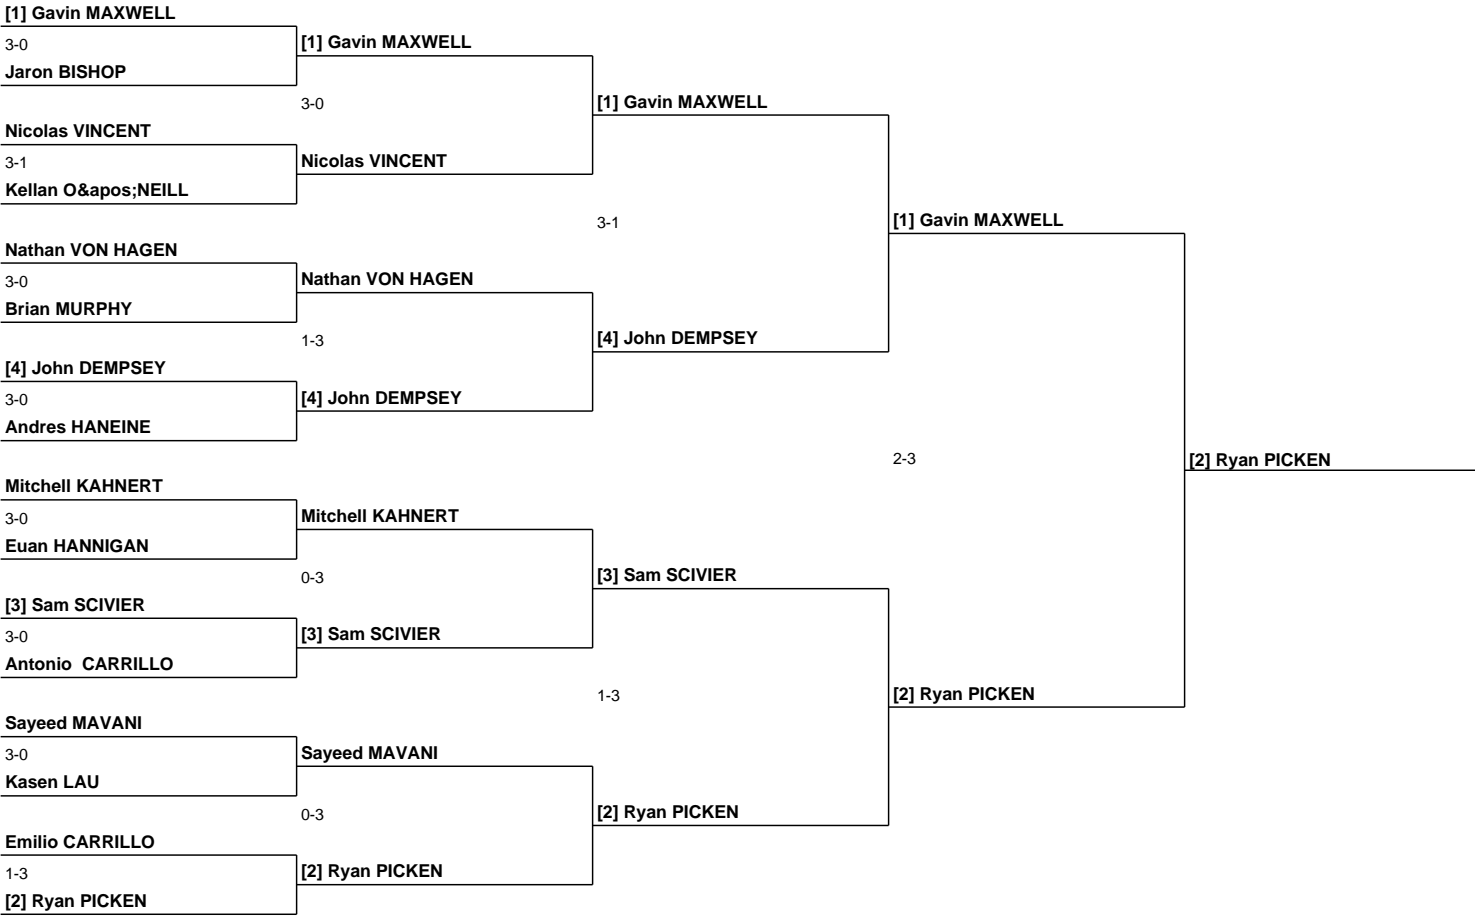 [1] Gavin MAXWELL
3-0
Jaron BISHOP
Nicolas VINCENT
3-1
Kellan O&apos;NEILL
Nathan VON HAGEN
3-0
Brian MURPHY
[4] John DEMPSEY
3-0
Andres HANEINE
Mitchell KAHNERT
3-0
Euan HANNIGAN
[3] Sam SCIVIER
3-0
Antonio  CARRILLO
Sayeed MAVANI
3-0
Kasen LAU
Emilio CARRILLO
1-3
[2] Ryan PICKEN
[1] Gavin MAXWELL
3-0
Nicolas VINCENT
Nathan VON HAGEN
1-3
[4] John DEMPSEY
Mitchell KAHNERT
0-3
[3] Sam SCIVIER
Sayeed MAVANI
0-3
[2] Ryan PICKEN
[1] Gavin MAXWELL
3-1
[4] John DEMPSEY
[3] Sam SCIVIER
1-3
[2] Ryan PICKEN
[1] Gavin MAXWELL
2-3
[2] Ryan PICKEN
[2] Ryan PICKEN